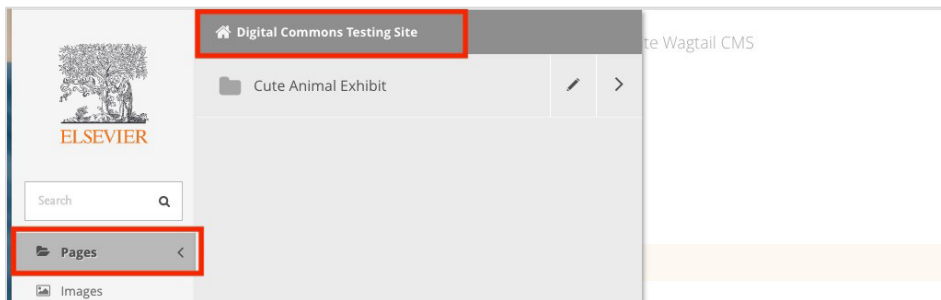 Digital Commons Testing Site
te Wagtail CMS
Cute Animal Exhibit
ELSEVIER
Search
Pages
Images